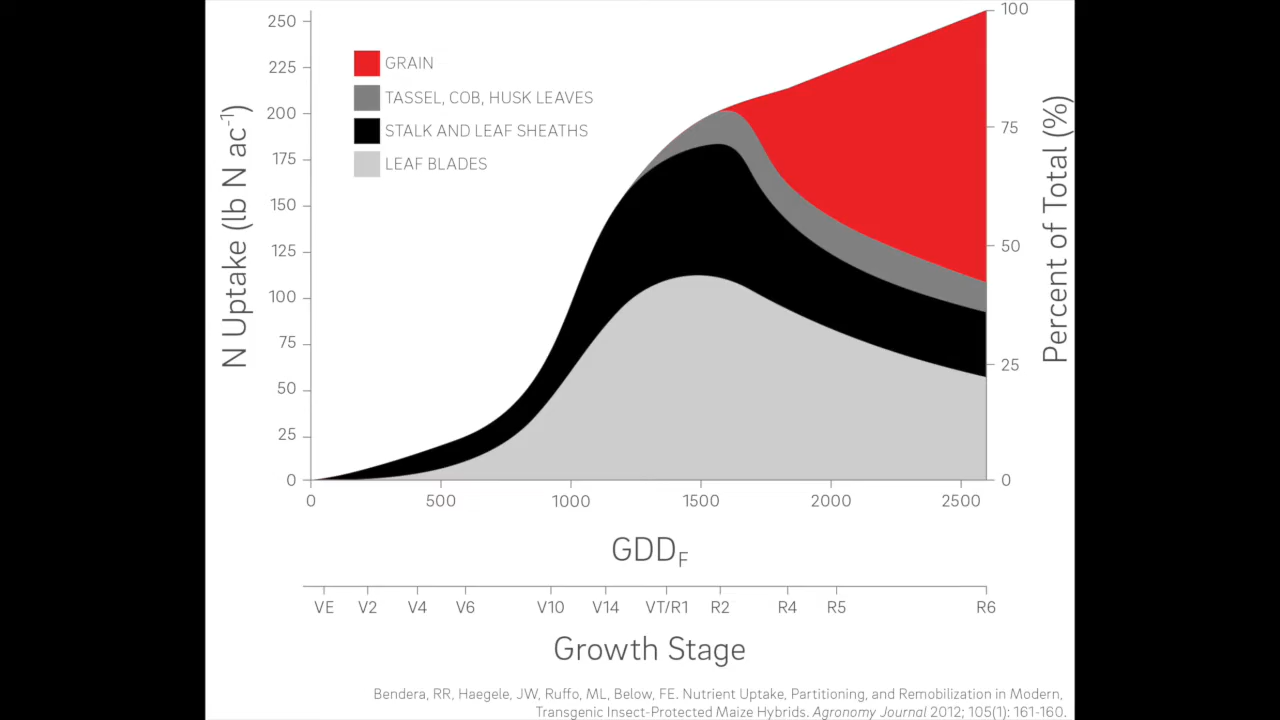 250
225
200
175
150
125
100
75
50
25
0
N Uptake (lb N ac-1)
GRAIN
TASSEL, COB, HUSK LEAVES
STALK AND LEAF SHEATHS
LEAF BLADES
100
75
50
25
0
Percent of Total (%)
0 500 1000 1500 2000 2500
GDDF
VE V2 V4 V6 V10 V14 VT/R1 R2 R4 R5 R6
Growth Stage
Bendera, RR, Haegele, JW, Ruffo, ML, Below, FE. Nutrient Uptake, Partitioning, and Remobilization in Modern,
Transgenic Insect-Protected Maize Hybrids. Agronomy Journal 2012; 105(1): 161-160.